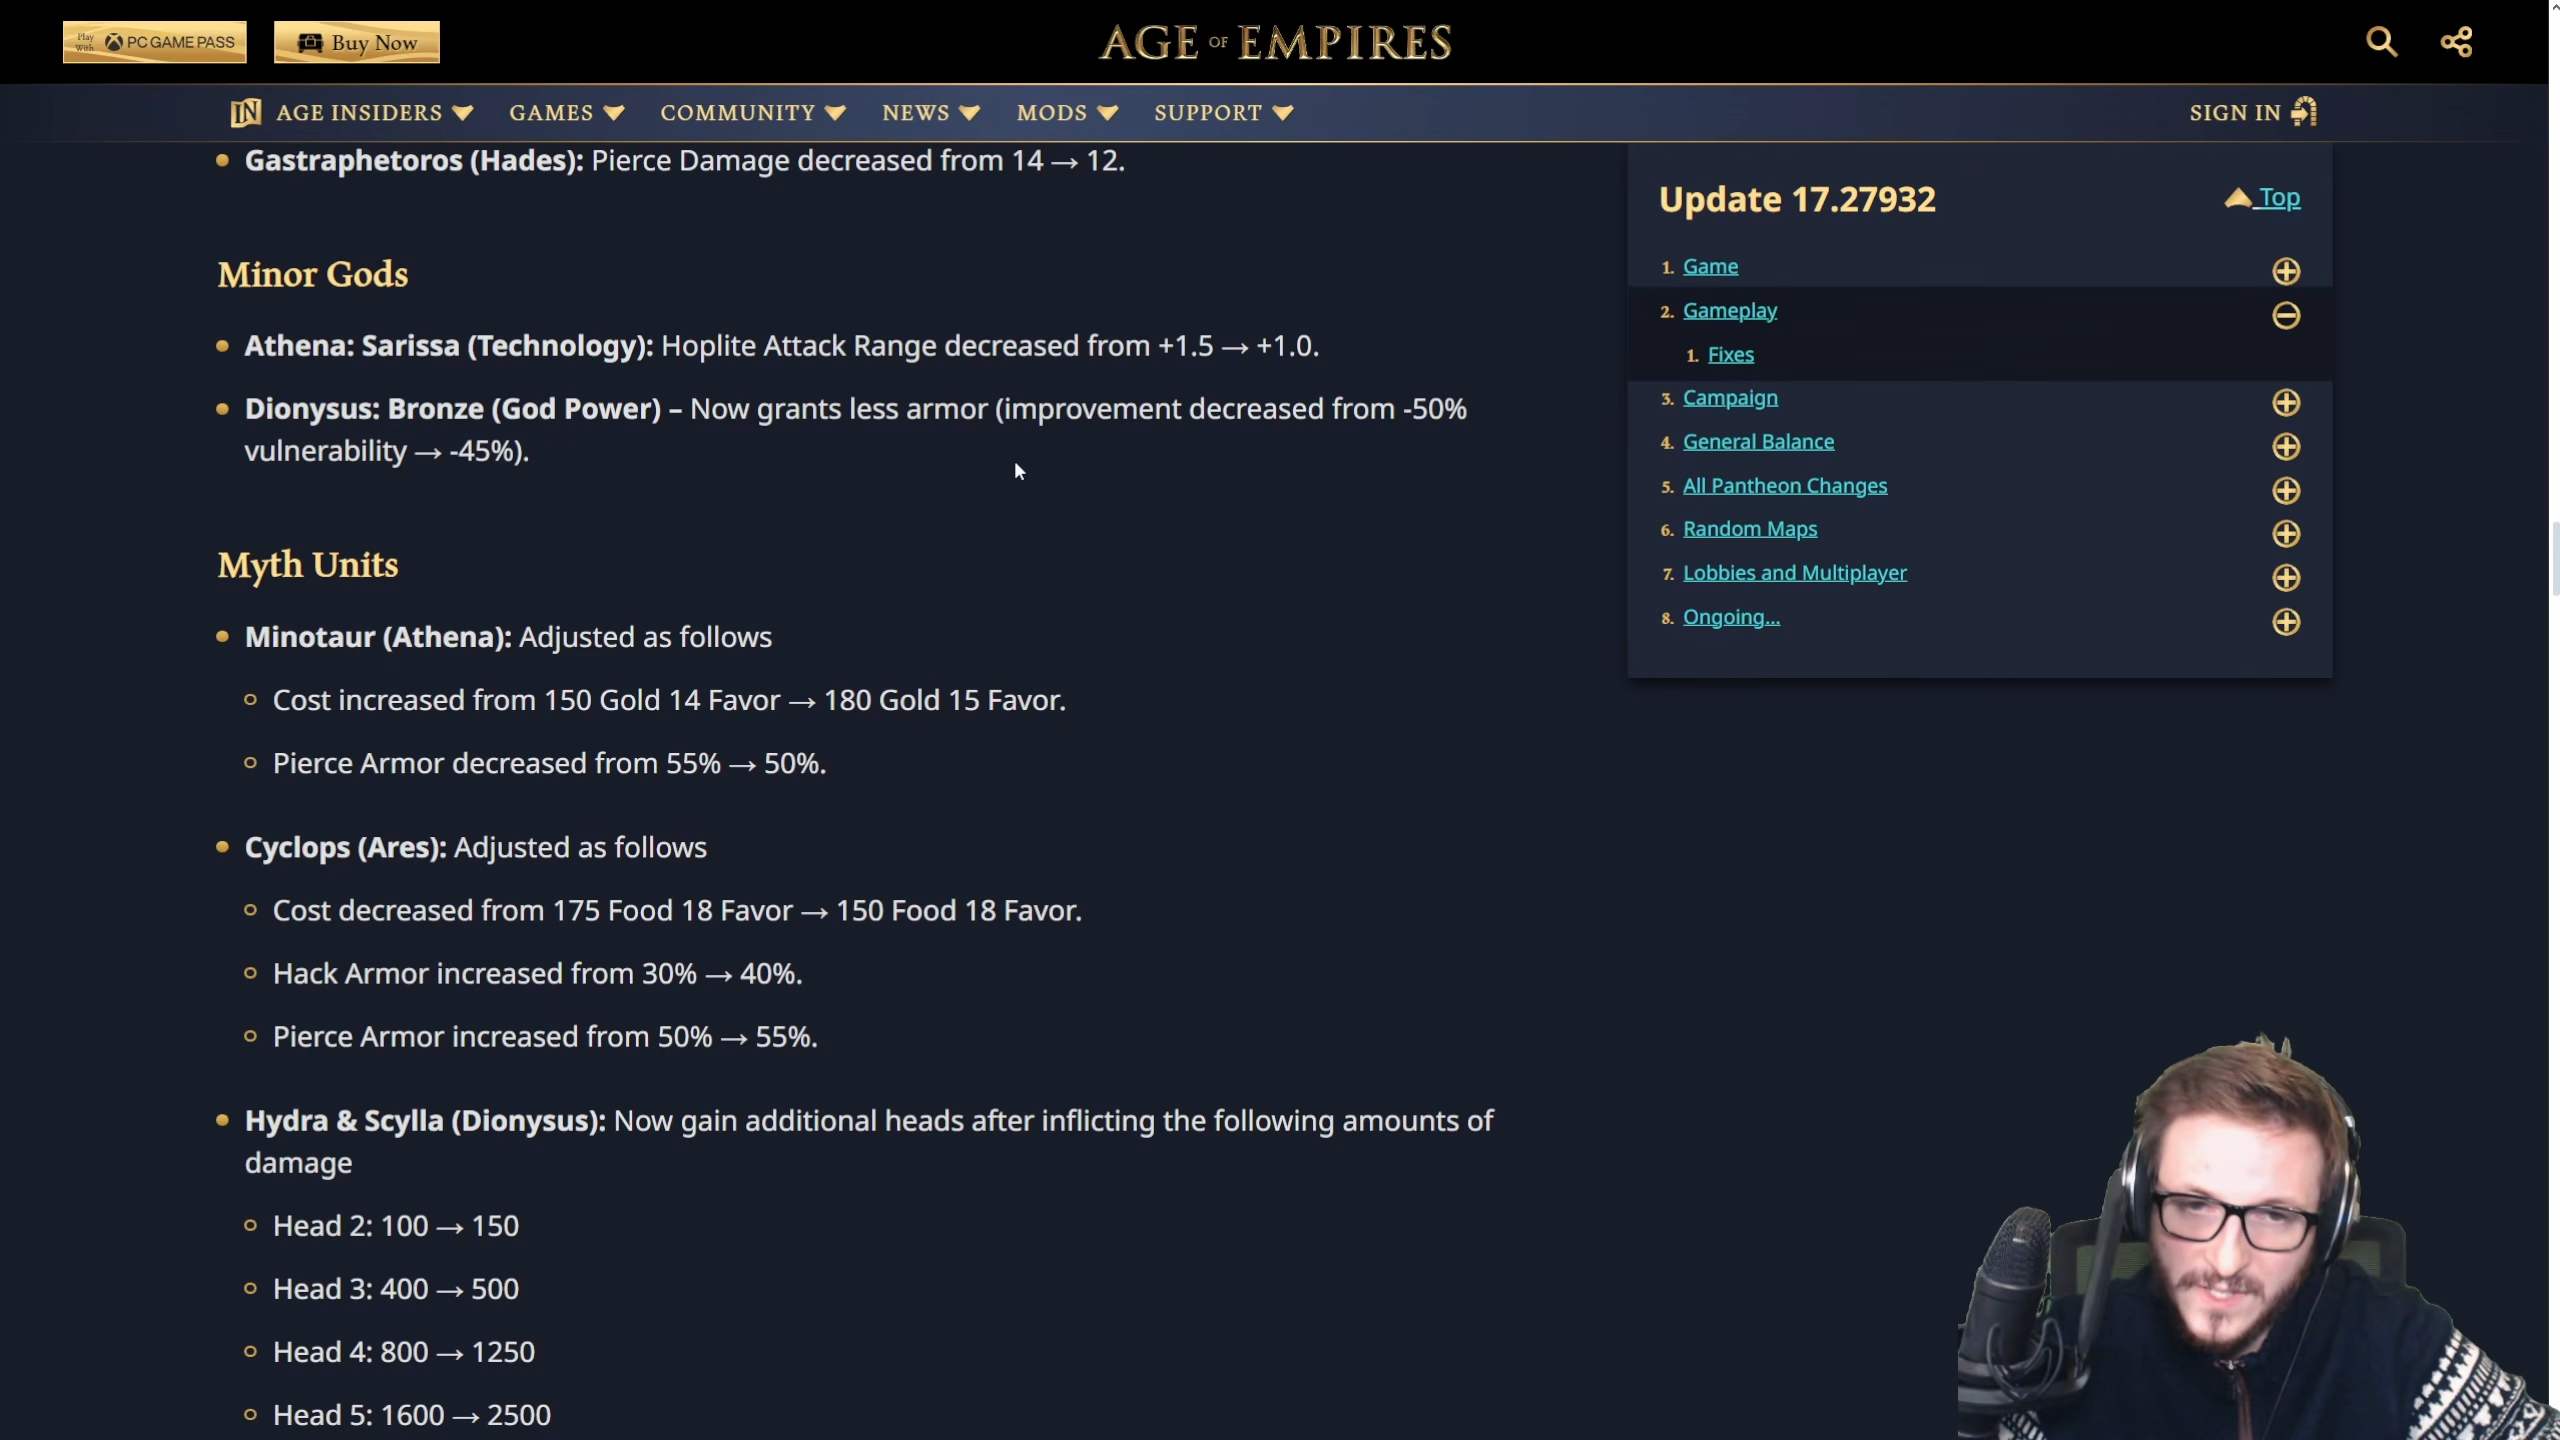 Play With PC GAME PASS
Buy Now
AGE OF EMPIRES
IN AGE INSIDERS
GAMES
COMMUNITY
NEWS
MODS
SUPPORT
SIGN IN
• Gastraphetoros (Hades): Pierce Damage decreased from 14 → 12.
Minor Gods
• Athena: Sarissa (Technology): Hoplite Attack Range decreased from +1.5 → +1.0.
• Dionysus: Bronze (God Power) – Now grants less armor (improvement decreased from -50%
vulnerability → -45%).
Myth Units
• Minotaur (Athena): Adjusted as follows
Cost increased from 150 Gold 14 Favor → 180 Gold 15 Favor.
Pierce Armor decreased from 55% → 50%.
• Cyclops (Ares): Adjusted as follows
Cost decreased from 175 Food 18 Favor → 150 Food 18 Favor.
Hack Armor increased from 30% → 40%.
Pierce Armor increased from 50% → 55%.
• Hydra & Scylla (Dionysus): Now gain additional heads after inflicting the following amounts of
damage
Head 2: 100 → 150
Head 3: 400 → 500
Head 4: 800 → 1250
Head 5: 1600 → 2500
Update 17.27932
Top
1. Game
2. Gameplay
1. Fixes
3. Campaign
4. General Balance
5. All Pantheon Changes
6. Random Maps
7. Lobbies and Multiplayer
8. Ongoing...